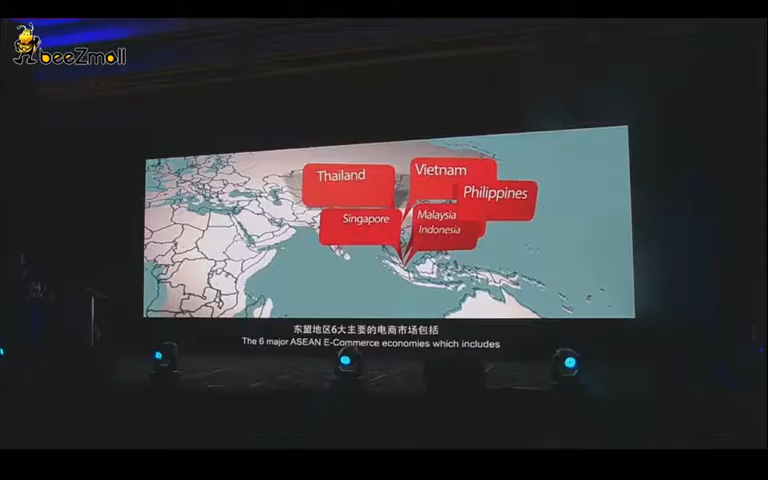 beeZmall
Thailand
Vietnam
Philippines
Singapore
Malaysia
Indonesia
东盟地区6大主要的电商市场包括
The 6 major ASEAN E-Commerce economies which includes